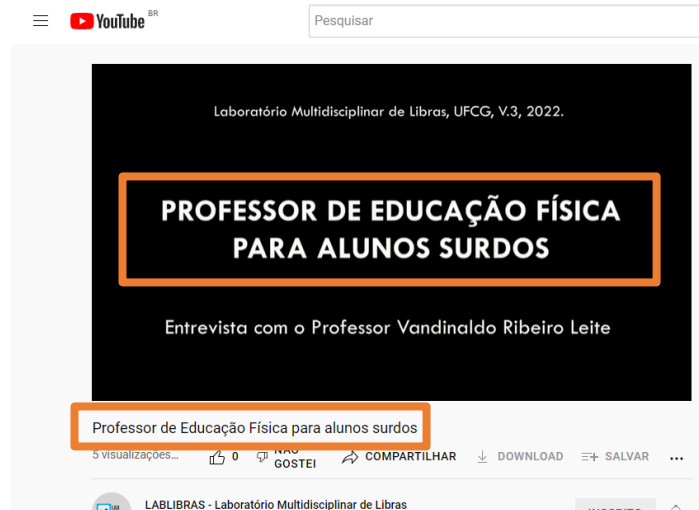 YouTube BR
Pesquisar
Laboratório Multidisciplinar de Libras, UFCG, V.3, 2022.
PROFESSOR DE EDUCAÇÃO FÍSICA
PARA ALUNOS SURDOS
Entrevista com o Professor Vandinaldo Ribeiro Leite
Professor de Educação Física para alunos surdos
5 visualizações... 0 NÃO GOSTEI COMPARTILHAR DOWNLOAD SALVAR ...
LABLIBRAS - Laboratório Multidisciplinar de Libras
INSCRITO